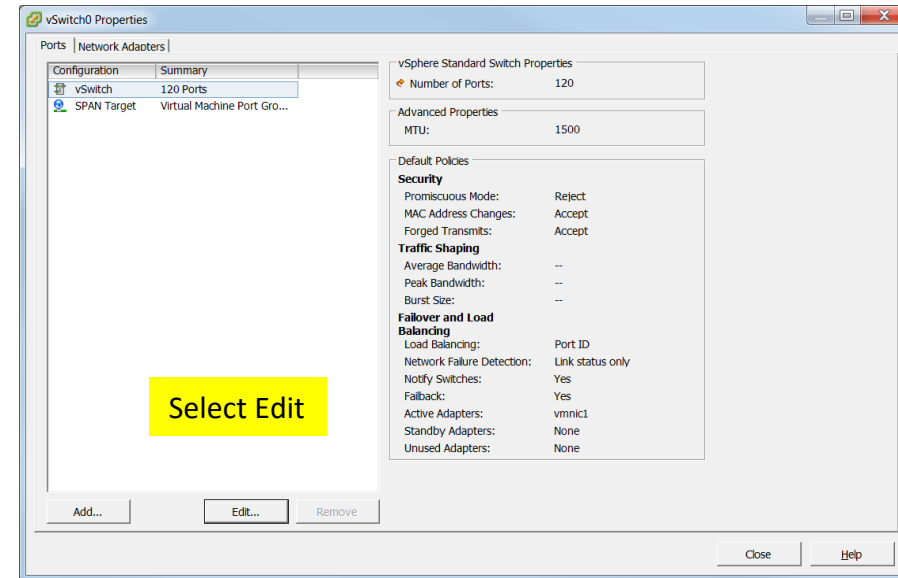 vSwitch0 Properties
Ports Network Adapters
Configuration Summary
vSwitch 120 Ports
SPAN Target Virtual Machine Port Gro...
vSphere Standard Switch Properties
Number of Ports: 120
Advanced Properties
MTU: 1500
Default Policies
Security
Promiscuous Mode: Reject
MAC Address Changes: Accept
Forged Transmits: Accept
Traffic Shaping
Average Bandwidth: --
Peak Bandwidth: --
Burst Size: --
Failover and Load
Balancing
Load Balancing: Port ID
Network Failure Detection: Link status only
Notify Switches: Yes
Failback: Yes
Active Adapters: vmnic1
Standby Adapters: None
Unused Adapters: None
Select Edit
Add... Edit... Remove
Close Help